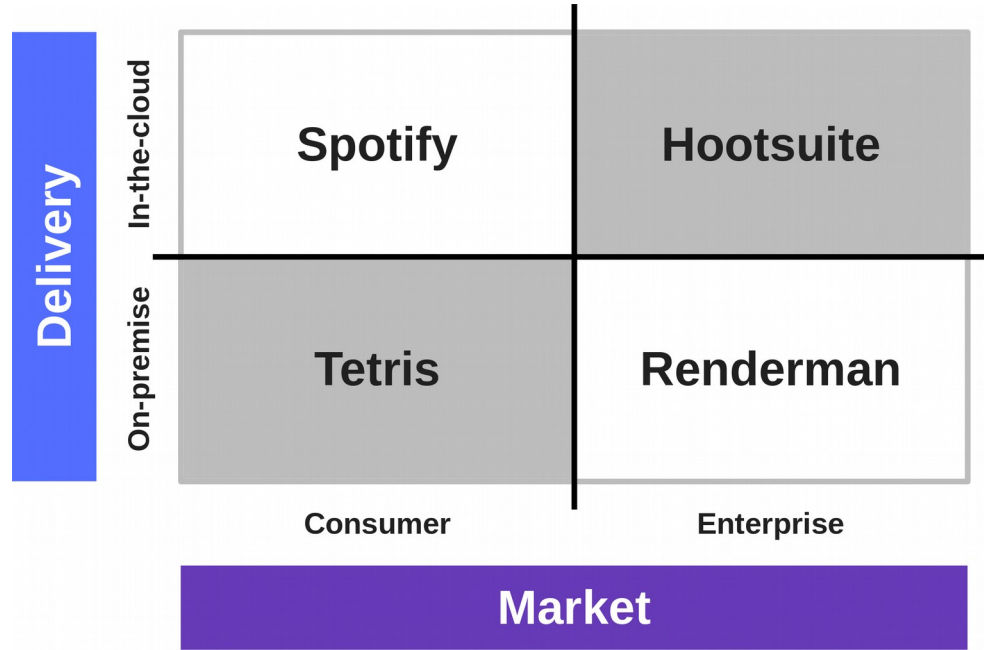 Delivery
In-the-cloud
Spotify
Hootsuite
On-premise
Tetris
Renderman
Consumer
Enterprise
Market